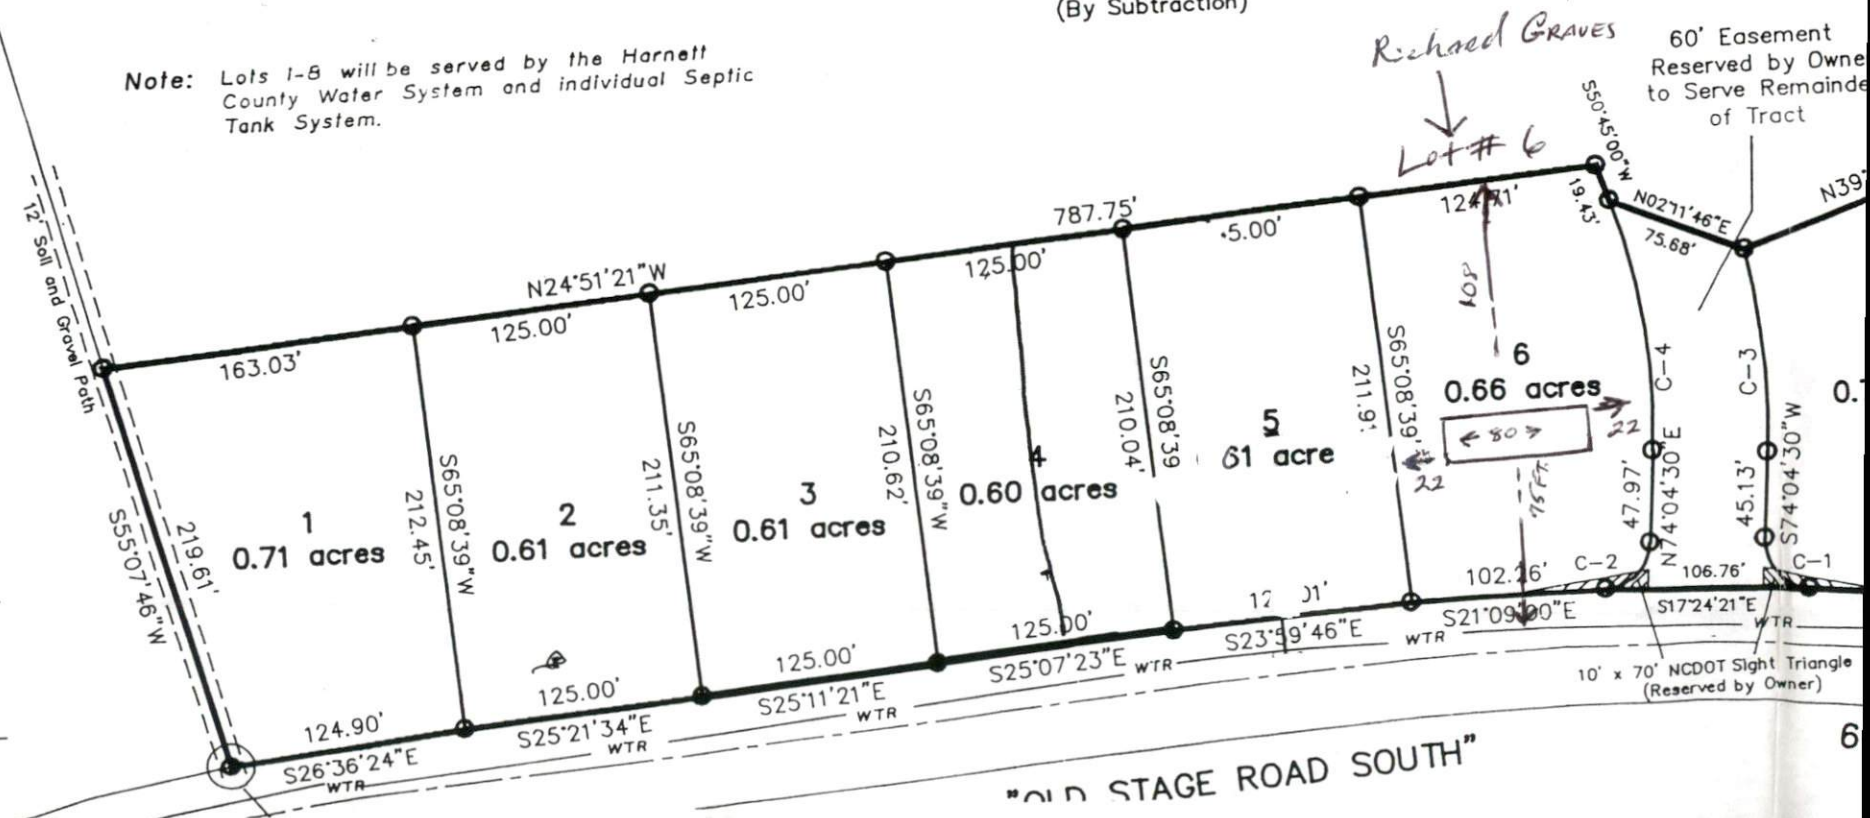 (By Subtraction)
Richard GRAVES
60' Easement
Reserved by Owne
to Serve Remainde
of Tract
Note: Lots 1-8 will be served by the Harnett
County Water System and individual Septic
Tank System.
Lot # 6
S50°45'00"W
19.43'
N02°11'46"E
75.68'
N39°
12' Soil and Gravel Path
787.75'
N24°51'21"W
163.03'
125.00'
125.00'
125.00'
5.00'
124.71'
108
S55°07'46"W
219.61'
1
0.71 acres
212.45'
S65°08'39"W
2
0.61 acres
211.35'
S65°08'39"W
3
0.61 acres
210.62'
S65°08'39"W
4
0.60 acres
210.04'
S65°08'39
5
61 acre
211.91
S65°08'39"
6
0.66 acres
80
22
22
75 FT.
C-4
C-3
0.
47.97'
N74°04'30"E
45.13'
S74°04'30"W
C-2
C-1
106.76'
S17°24'21"E
124.90'
S26°36'24"E
125.00'
S25°21'34"E
125.00'
S25°11'21"E
125.00'
S25°07'23"E
12 01'
S23°59'46"E
102.26'
S21°09'00"E
WTR
WTR
WTR
WTR
WTR
WTR
10' x 70' NCDOT Sight Triangle
(Reserved by Owner)
"OLD STAGE ROAD SOUTH"
6